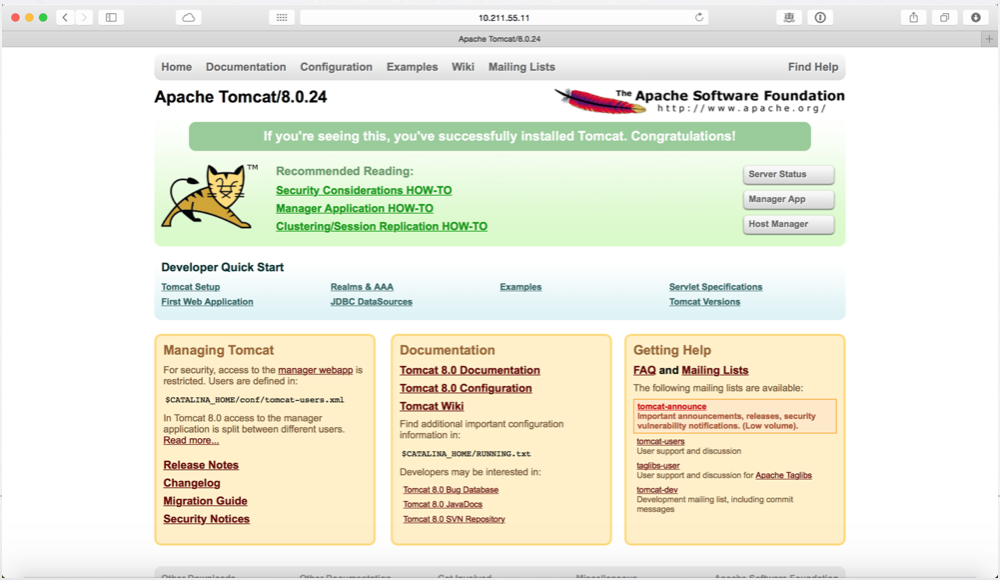 10.211.55.11
Apache Tomcat/8.0.24
Home Documentation Configuration Examples Wiki Mailing Lists Find Help
Apache Tomcat/8.0.24
The Apache Software Foundation
http://www.apache.org/
If you're seeing this, you've successfully installed Tomcat. Congratulations!
TM
Recommended Reading:
Security Considerations HOW-TO
Manager Application HOW-TO
Clustering/Session Replication HOW-TO
Server Status
Manager App
Host Manager
Developer Quick Start
Tomcat Setup
First Web Application
Realms & AAA
JDBC DataSources
Examples
Servlet Specifications
Tomcat Versions
Managing Tomcat
For security, access to the manager webapp is
restricted. Users are defined in:
$CATALINA_HOME/conf/tomcat-users.xml
In Tomcat 8.0 access to the manager
application is split between different users.
Read more...
Release Notes
Changelog
Migration Guide
Security Notices
Documentation
Tomcat 8.0 Documentation
Tomcat 8.0 Configuration
Tomcat Wiki
Find additional important configuration
information in:
$CATALINA_HOME/RUNNING.txt
Developers may be interested in:
Tomcat 8.0 Bug Database
Tomcat 8.0 JavaDocs
Tomcat 8.0 SVN Repository
Getting Help
FAQ and Mailing Lists
The following mailing lists are available:
tomcat-announce
Important announcements, releases, security
vulnerability notifications. (Low volume).
tomcat-users
User support and discussion
taglibs-user
User support and discussion for Apache Taglibs
tomcat-dev
Development mailing list, including commit
messages
Other Downloads Other Documentation Get Involved Miscellaneous Apache Software Foundation